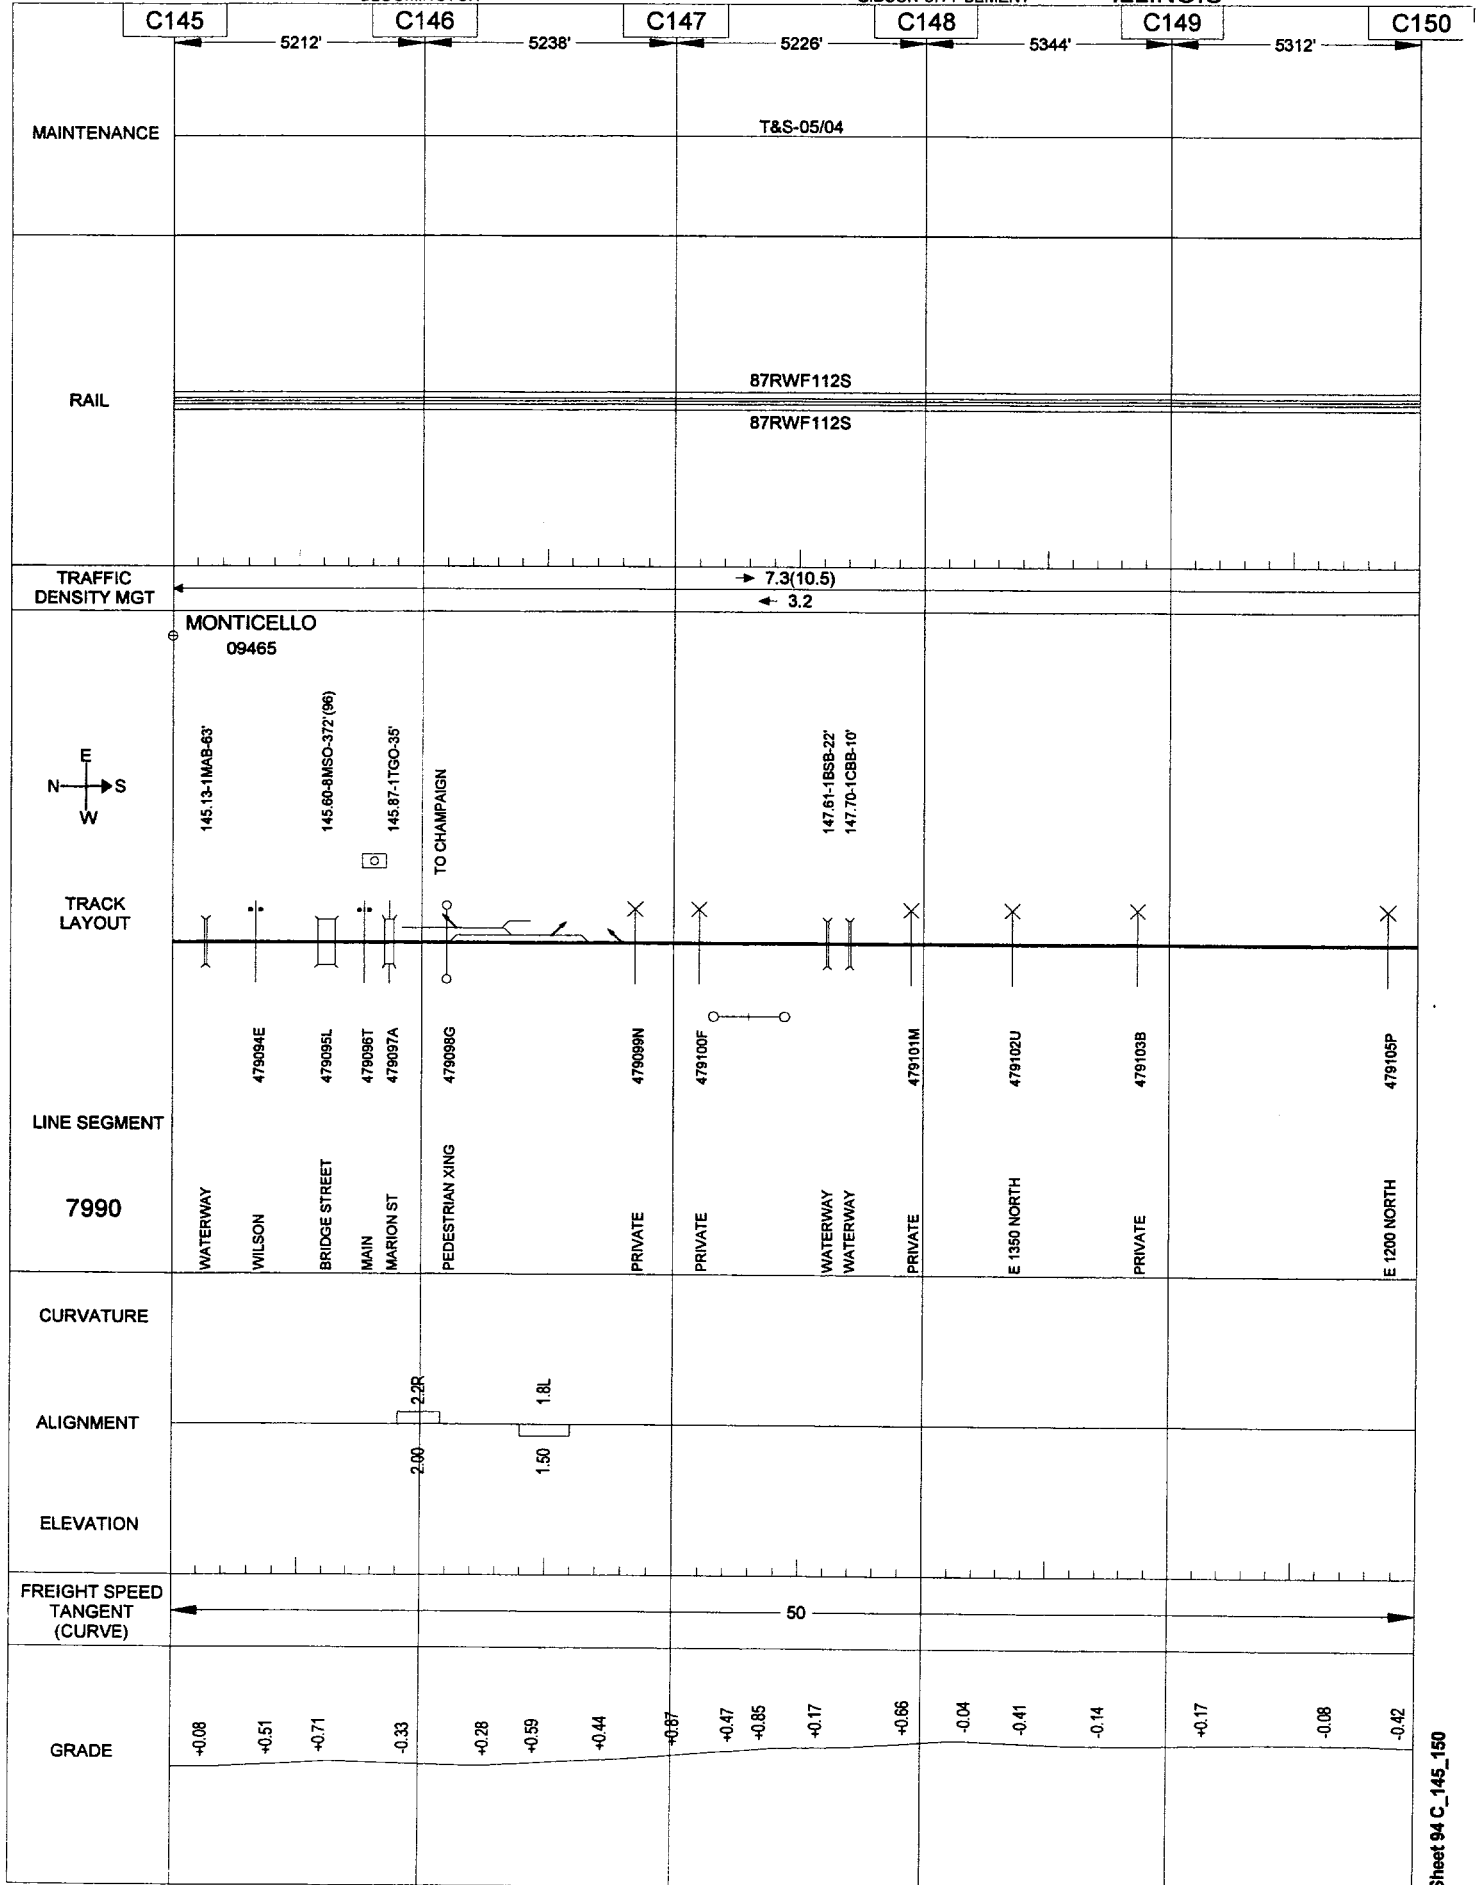 ILLINOIS
C145 C146 C147 C148 C149 C150
5212' 5238' 5226' 5344' 5312'
MAINTENANCE
T&S-05/04
RAIL
87RWF112S
87RWF112S
TRAFFIC
DENSITY MGT
7.3(10.5)
3.2
MONTICELLO
09465
E
N S
W
145.13-1MAB-63'
145.60-8MSO-372'(96)
145.87-1TGO-35'
TO CHAMPAIGN
147.61-1BSB-22'
147.70-1CBB-10'
TRACK
LAYOUT
479094E
479095L
479096T
479097A
479098G
479099N
479100F
479101M
479102U
479103B
479105P
LINE SEGMENT
7990
WATERWAY
WILSON
BRIDGE STREET
MAIN
MARION ST
PEDESTRIAN XING
PRIVATE
PRIVATE
WATERWAY
WATERWAY
PRIVATE
E 1350 NORTH
PRIVATE
E 1200 NORTH
CURVATURE
2.2R
1.8L
ALIGNMENT
2.00
1.50
ELEVATION
FREIGHT SPEED
TANGENT
(CURVE)
50
GRADE
+0.08
+0.51
+0.71
-0.33
+0.28
+0.59
+0.44
+0.87
+0.47
+0.85
+0.17
+0.66
-0.04
-0.41
-0.14
+0.17
-0.08
-0.42
Sheet 94 C_145_150